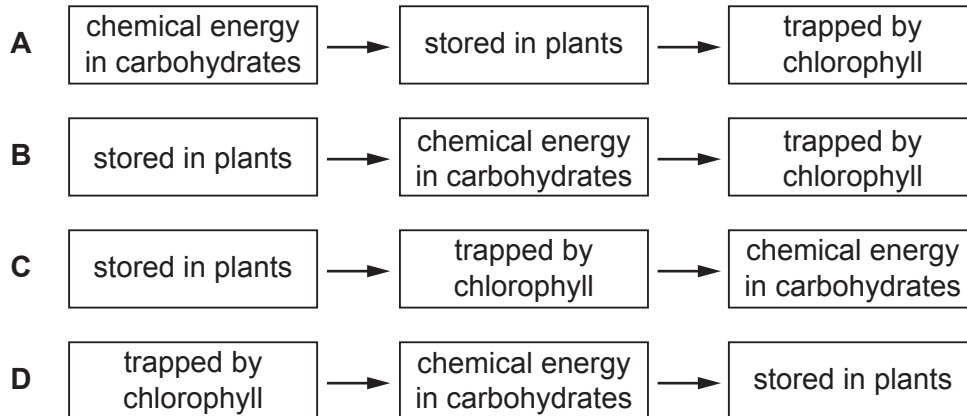 A
chemical energy
in carbohydrates
stored in plants
trapped by
chlorophyll
B
stored in plants
chemical energy
in carbohydrates
trapped by
chlorophyll
C
stored in plants
trapped by
chlorophyll
chemical energy
in carbohydrates
D
trapped by
chlorophyll
chemical energy
in carbohydrates
stored in plants